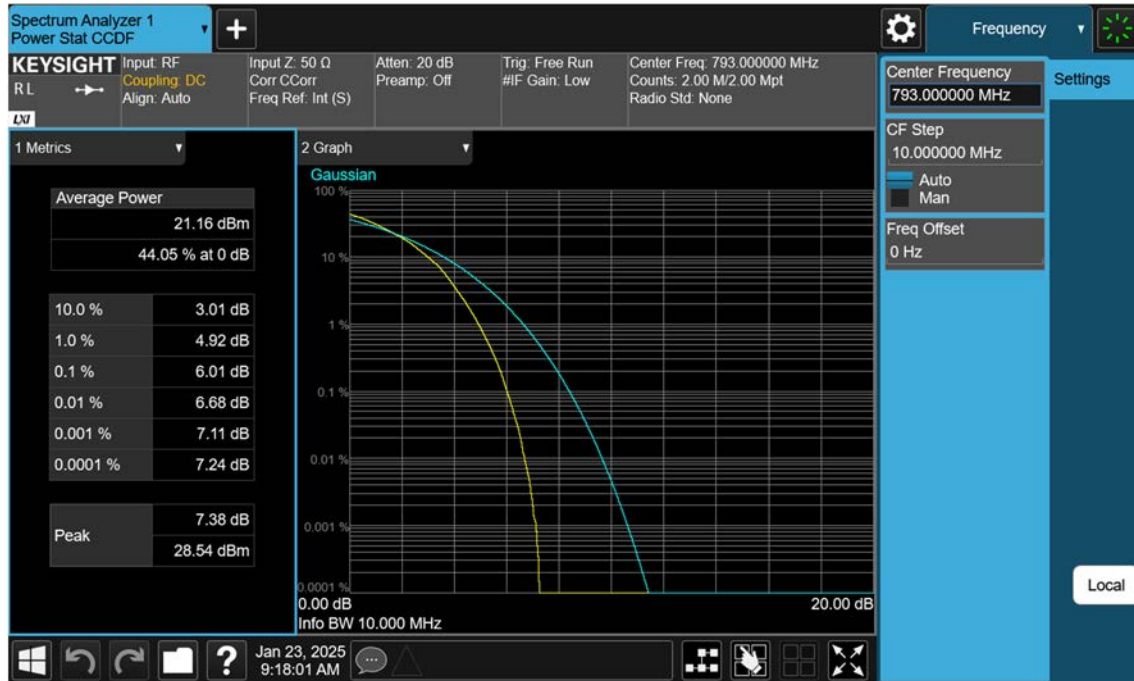 Spectrum Analyzer 1
Power Stat CCDF
+
Frequency
KEYSIGHT
R L
LXI
Input: RF
Coupling: DC
Align: Auto
Input Z: 50 Ω
Corr CCorr
Freq Ref: Int (S)
Atten: 20 dB
Preamp: Off
Trig: Free Run
#IF Gain: Low
Center Freq: 793.000000 MHz
Counts: 2.00 M/2.00 Mpt
Radio Std: None
Center Frequency
793.000000 MHz
Settings
CF Step
10.000000 MHz
Auto
Man
Freq Offset
0 Hz
Local
1 Metrics
Average Power
21.16 dBm
44.05 % at 0 dB
10.0 % 3.01 dB
1.0 % 4.92 dB
0.1 % 6.01 dB
0.01 % 6.68 dB
0.001 % 7.11 dB
0.0001 % 7.24 dB
Peak
7.38 dB
28.54 dBm
2 Graph
Gaussian
100 %
10 %
1 %
0.1 %
0.01 %
0.001 %
0.0001 %
0.00 dB 20.00 dB
Info BW 10.000 MHz
?
Jan 23, 2025
9:18:01 AM